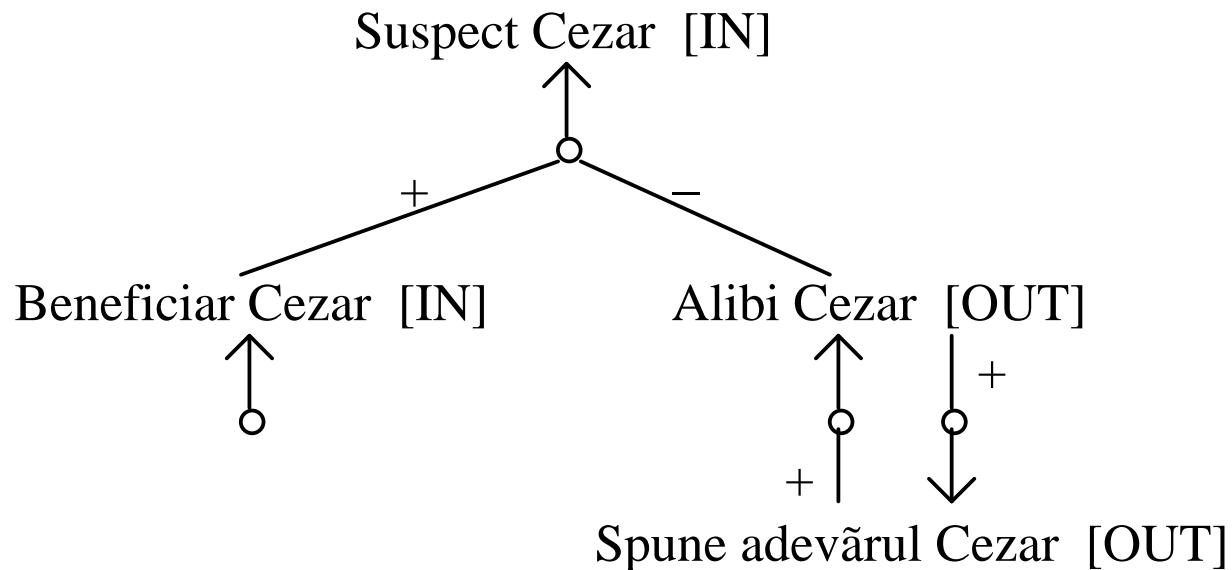 Suspect Cezar [IN]
+ −
Beneficiar Cezar [IN] Alibi Cezar [OUT]
+
+
Spune adevãrul Cezar [OUT]